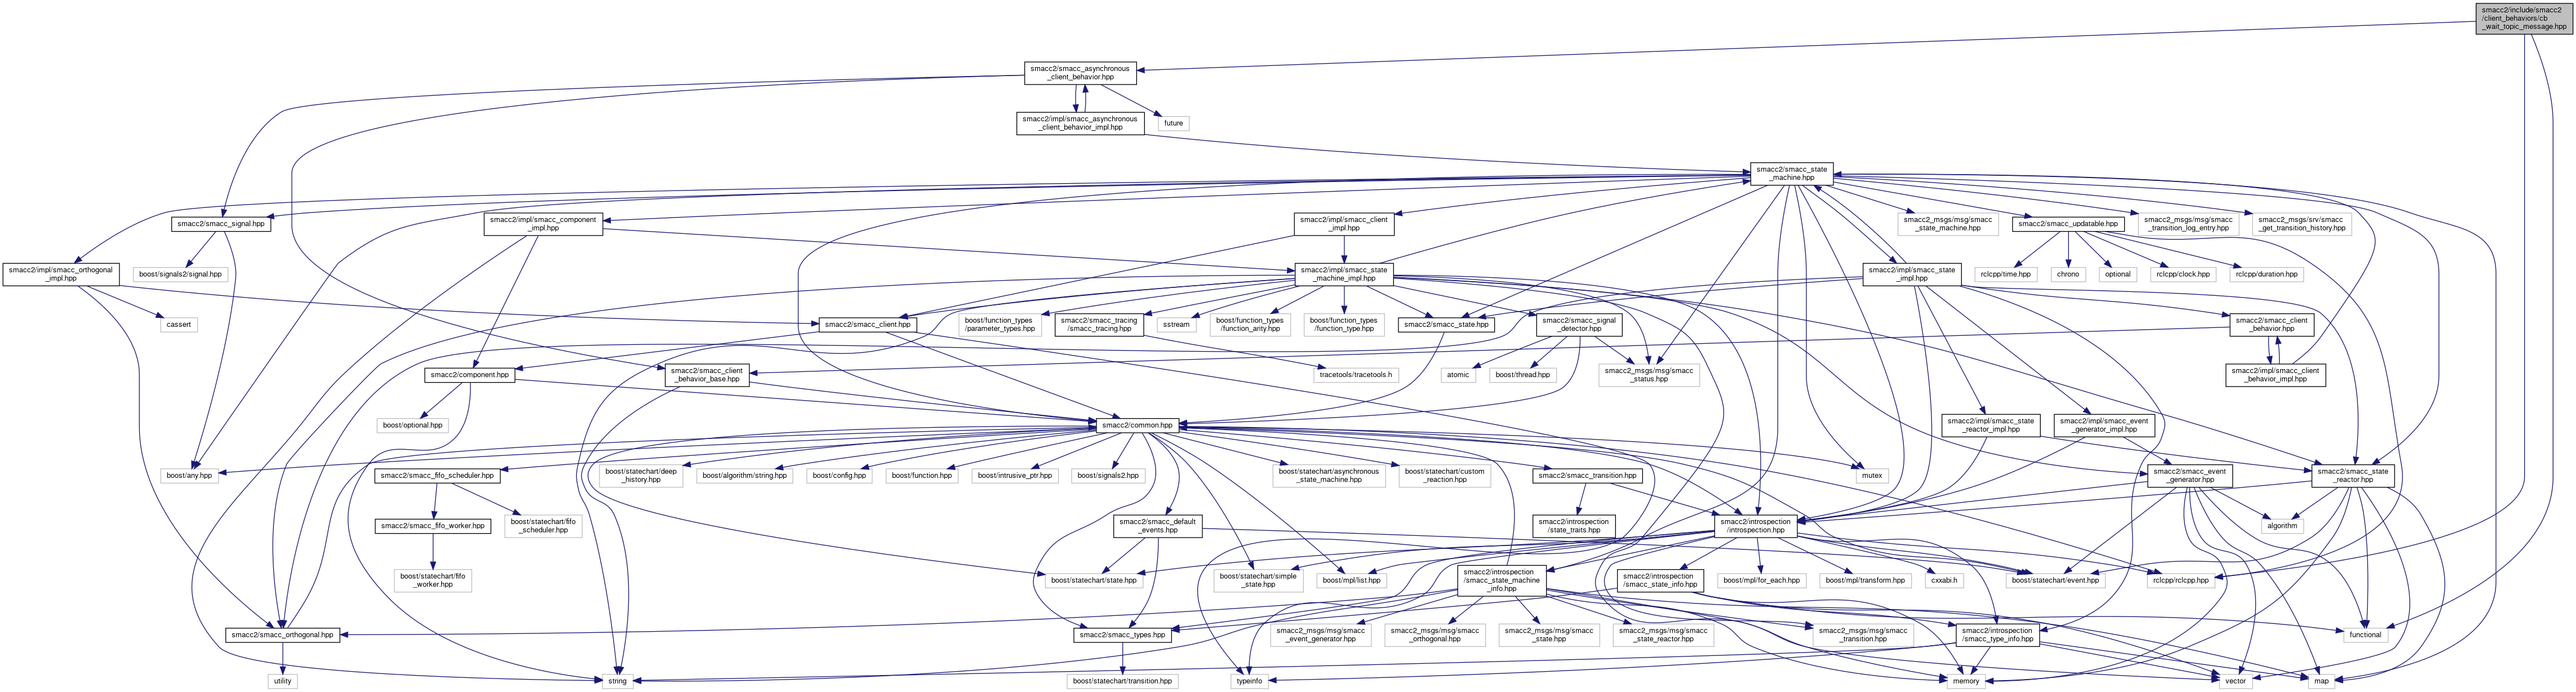 smacc2/include/smacc2
/client_behaviors/cb
_wait_topic_message.hpp
smacc2/smacc_asynchronous
_client_behavior.hpp
smacc2/impl/smacc_asynchronous
_client_behavior_impl.hpp
future
smacc2/smacc_state
_machine.hpp
smacc2/smacc_signal.hpp
smacc2/impl/smacc_component
_impl.hpp
smacc2/impl/smacc_client
_impl.hpp
smacc2_msgs/msg/smacc
_state_machine.hpp
smacc2/smacc_updatable.hpp
smacc2_msgs/msg/smacc
_transition_log_entry.hpp
smacc2_msgs/srv/smacc
_get_transition_history.hpp
smacc2/impl/smacc_orthogonal
_impl.hpp
boost/signals2/signal.hpp
smacc2/impl/smacc_state
_machine_impl.hpp
smacc2/impl/smacc_state
_impl.hpp
rclcpp/time.hpp
chrono
optional
rclcpp/clock.hpp
rclcpp/duration.hpp
cassert
smacc2/smacc_client.hpp
boost/function_types
/parameter_types.hpp
smacc2/smacc_tracing
/smacc_tracing.hpp
sstream
boost/function_types
/function_arity.hpp
boost/function_types
/function_type.hpp
smacc2/smacc_state.hpp
smacc2/smacc_signal
_detector.hpp
smacc2/smacc_client
_behavior.hpp
smacc2/component.hpp
smacc2/smacc_client
_behavior_base.hpp
tracetools/tracetools.h
atomic
boost/thread.hpp
smacc2_msgs/msg/smacc
_status.hpp
smacc2/impl/smacc_client
_behavior_impl.hpp
boost/optional.hpp
smacc2/common.hpp
smacc2/impl/smacc_state
_reactor_impl.hpp
smacc2/impl/smacc_event
_generator_impl.hpp
boost/any.hpp
smacc2/smacc_fifo_scheduler.hpp
boost/statechart/deep
_history.hpp
boost/algorithm/string.hpp
boost/config.hpp
boost/function.hpp
boost/intrusive_ptr.hpp
boost/signals2.hpp
boost/statechart/asynchronous
_state_machine.hpp
boost/statechart/custom
_reaction.hpp
smacc2/smacc_transition.hpp
mutex
smacc2/smacc_event
_generator.hpp
smacc2/smacc_state
_reactor.hpp
smacc2/smacc_fifo_worker.hpp
boost/statechart/fifo
_scheduler.hpp
smacc2/smacc_default
_events.hpp
smacc2/introspection
/state_traits.hpp
smacc2/introspection
/introspection.hpp
algorithm
boost/statechart/fifo
_worker.hpp
boost/statechart/state.hpp
boost/statechart/simple
_state.hpp
boost/mpl/list.hpp
smacc2/introspection
/smacc_state_machine
_info.hpp
smacc2/introspection
/smacc_state_info.hpp
boost/mpl/for_each.hpp
boost/mpl/transform.hpp
cxxabi.h
boost/statechart/event.hpp
rclcpp/rclcpp.hpp
smacc2/smacc_orthogonal.hpp
smacc2/smacc_types.hpp
smacc2_msgs/msg/smacc
_event_generator.hpp
smacc2_msgs/msg/smacc
_orthogonal.hpp
smacc2_msgs/msg/smacc
_state.hpp
smacc2_msgs/msg/smacc
_state_reactor.hpp
smacc2_msgs/msg/smacc
_transition.hpp
smacc2/introspection
/smacc_type_info.hpp
functional
utility
string
boost/statechart/transition.hpp
typeinfo
memory
vector
map